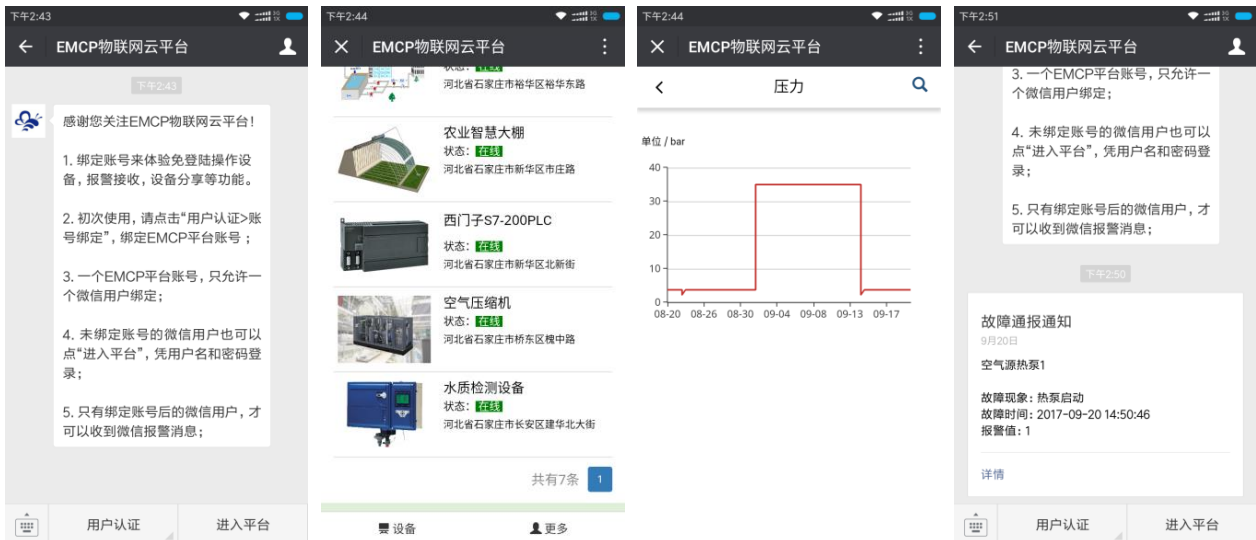 下午2:43
EMCP物联网云平台
下午2:43
感谢您关注EMCP物联网云平台!
1. 绑定账号来体验免登陆操作设
备,报警接收,设备分享等功能。
2. 初次使用,请点击“用户认证>账
号绑定”,绑定EMCP平台账号;
3. 一个EMCP平台账号,只允许一
个微信用户绑定;
4. 未绑定账号的微信用户也可以
点“进入平台”,凭用户名和密码登
录;
5. 只有绑定账号后的微信用户,才
可以收到微信报警消息;
用户认证
进入平台
下午2:44
EMCP物联网云平台
状态: 在线
河北省石家庄市裕华区裕华东路
农业智慧大棚
状态: 在线
河北省石家庄市新华区市庄路
西门子S7-200PLC
状态: 在线
河北省石家庄市新华区北新街
空气压缩机
状态: 在线
河北省石家庄市桥东区槐中路
水质检测设备
状态: 在线
河北省石家庄市长安区建华北大街
共有7条 1
设备
更多
下午2:44
EMCP物联网云平台
压力
单位 / bar
40
30
20
10
0
08-20 08-26 08-30 09-04 09-08 09-13 09-17
下午2:51
EMCP物联网云平台
3. 一个EMCP平台账号,只允许一
个微信用户绑定;
4. 未绑定账号的微信用户也可以
点“进入平台”,凭用户名和密码登
录;
5. 只有绑定账号后的微信用户,才
可以收到微信报警消息;
下午2:50
故障通报通知
9月20日
空气源热泵1
故障现象: 热泵启动
故障时间: 2017-09-20 14:50:46
报警值: 1
详情
用户认证
进入平台